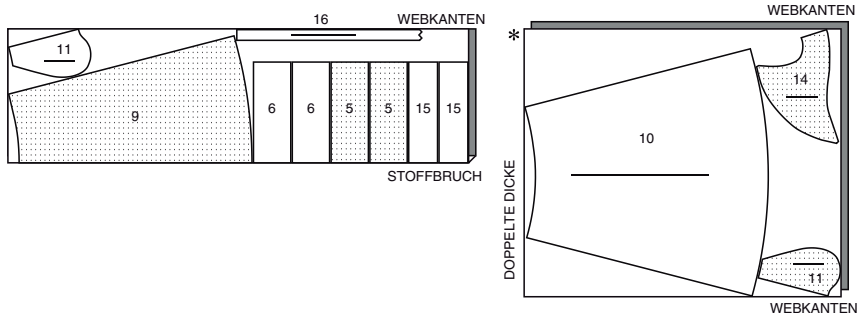 16 WEBKANTEN
11
9
6 6 5 5 15 15
STOFFBRUCH
WEBKANTEN
*
14
10
DOPPELTE DICKE
11
WEBKANTEN